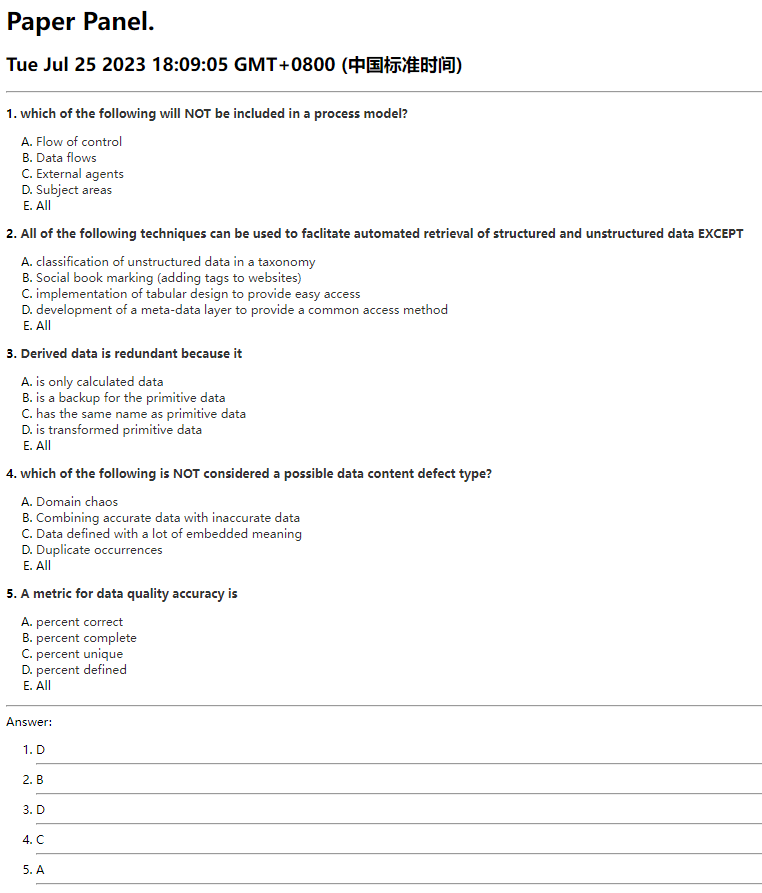 Paper Panel.
Tue Jul 25 2023 18:09:05 GMT+0800 (中国标准时间)
1. which of the following will NOT be included in a process model?
A. Flow of control
B. Data flows
C. External agents
D. Subject areas
E. All
2. All of the following techniques can be used to faclitate automated retrieval of structured and unstructured data EXCEPT
A. classification of unstructured data in a taxonomy
B. Social book marking (adding tags to websites)
C. implementation of tabular design to provide easy access
D. development of a meta-data layer to provide a common access method
E. All
3. Derived data is redundant because it
A. is only calculated data
B. is a backup for the primitive data
C. has the same name as primitive data
D. is transformed primitive data
E. All
4. which of the following is NOT considered a possible data content defect type?
A. Domain chaos
B. Combining accurate data with inaccurate data
C. Data defined with a lot of embedded meaning
D. Duplicate occurrences
E. All
5. A metric for data quality accuracy is
A. percent correct
B. percent complete
C. percent unique
D. percent defined
E. All
Answer:
1. D
2. B
3. D
4. C
5. A